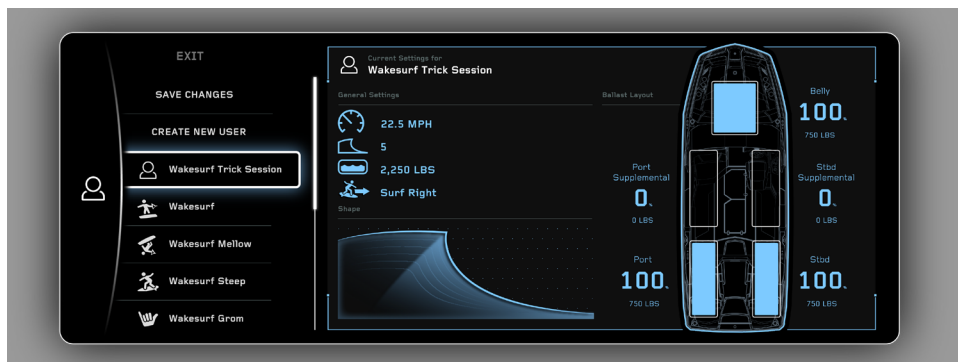 EXIT
SAVE CHANGES
CREATE NEW USER
Wakesurf Trick Session
Wakesurf
Wakesurf Mellow
Wakesurf Steep
Wakesurf Grom
Current Settings for
Wakesurf Trick Session
General Settings
22.5 MPH
5
2,250 LBS
Surf Right
Shape
Ballast Layout
Belly
100%
750 LBS
Port
Supplemental
0%
0 LBS
Stbd
Supplemental
0%
0 LBS
Port
100%
750 LBS
Stbd
100%
750 LBS